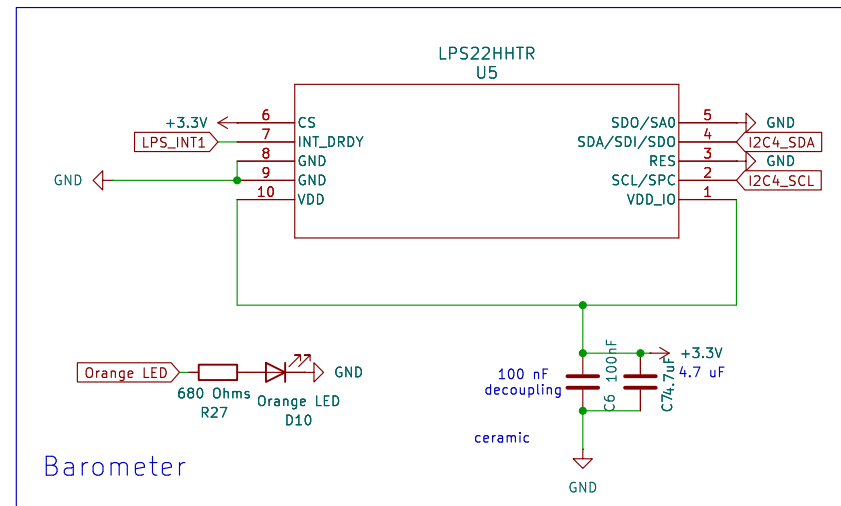 LPS22HHTR
U5
+3.3V 6 CS SDO/SA0 5 GND
LPS_INT1 7 INT_DRDY SDA/SDI/SDO 4 I2C4_SDA
8 GND RES 3 GND
GND 9 GND SCL/SPC 2 I2C4_SCL
10 VDD VDD_IO 1
Orange LED
680 Ohms
R27
Orange LED
D10
GND
100 nF
decoupling
ceramic
C6 100nF
C7 4.7uF
+3.3V
4.7 uF
GND
Barometer